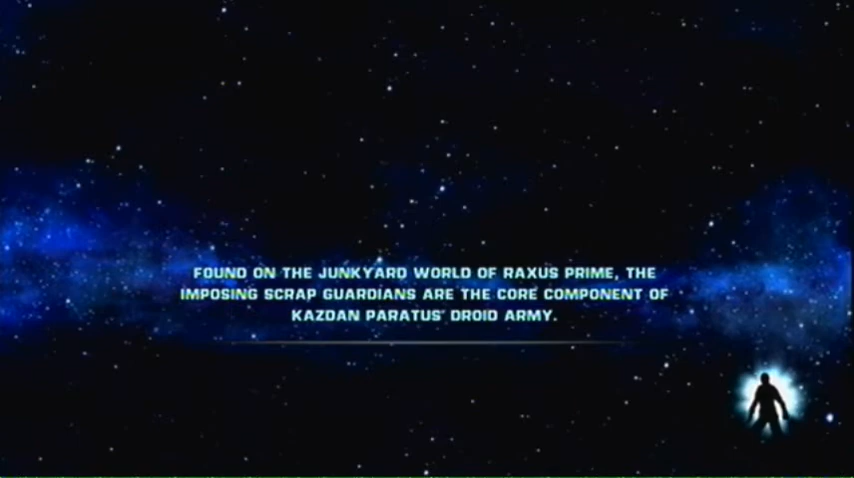 FOUND ON THE JUNKYARD WORLD OF RAXUS PRIME, THE
IMPOSING SCRAP GUARDIANS ARE THE CORE COMPONENT OF
KAZDAN PARATUS' DROID ARMY.